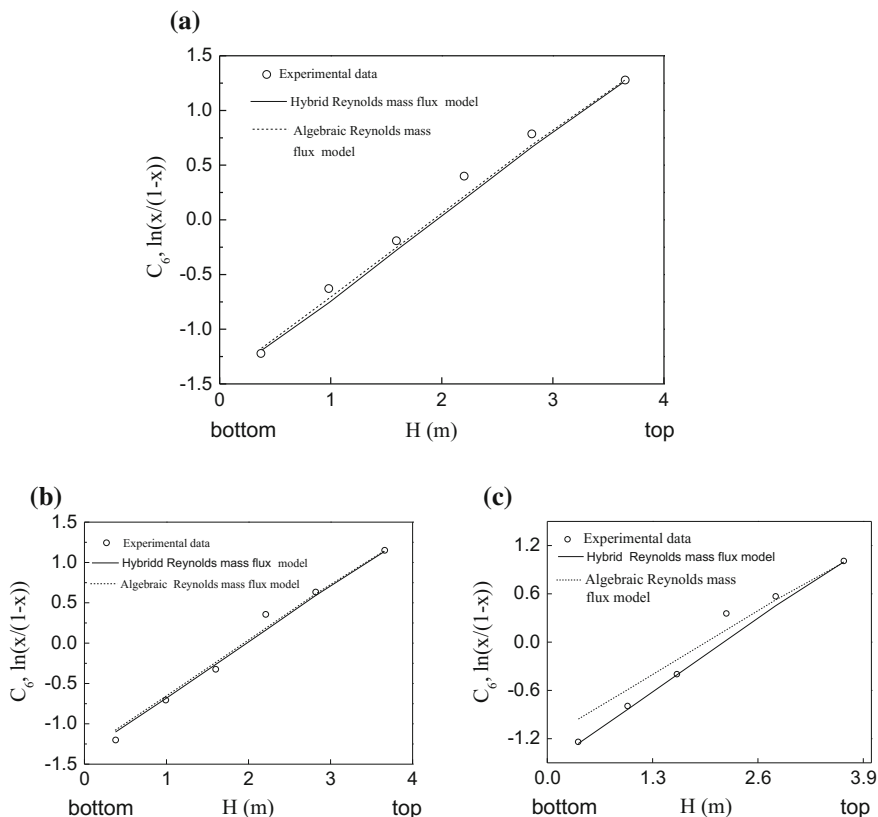 (a)
1.5
1.0
0.5
0.0
-0.5
-1.0
-1.5
C6, ln(x/(1-x))
Experimental data
Hybrid Reynolds mass flux model
Algebraic Reynolds mass
flux model
0 1 2 3 4
bottom H (m) top
(b)
1.5
1.0
0.5
0.0
-0.5
-1.0
-1.5
C6, ln(x/(1-x))
Experimental data
Hybridd Reynolds mass flux model
Algebraic Reynolds mass flux model
0 1 2 3 4
bottom H (m) top
(c)
1.2
0.6
0.0
-0.6
-1.2
C6, ln(x/(1-x))
Experimental data
Hybrid Reynolds mass flux model
Algebraic Reynolds mass
flux model
0.0 1.3 2.6 3.9
bottom H (m) top